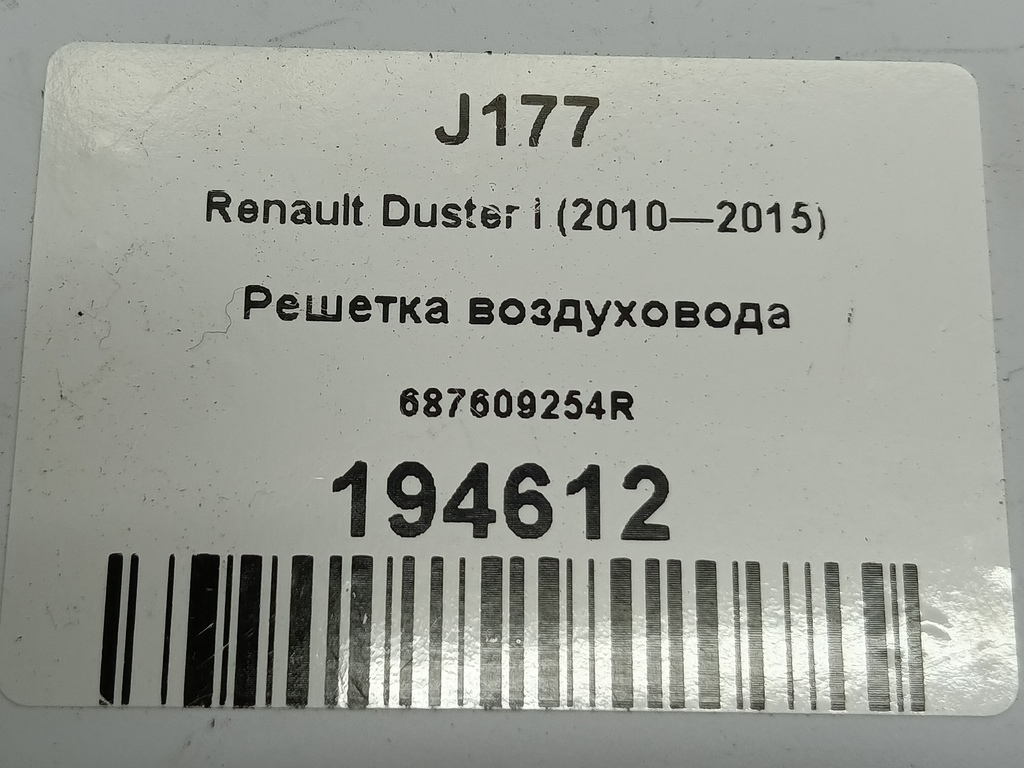 J177
Renault Duster I (2010—2015)
Решетка воздуховода
687609254R
194612